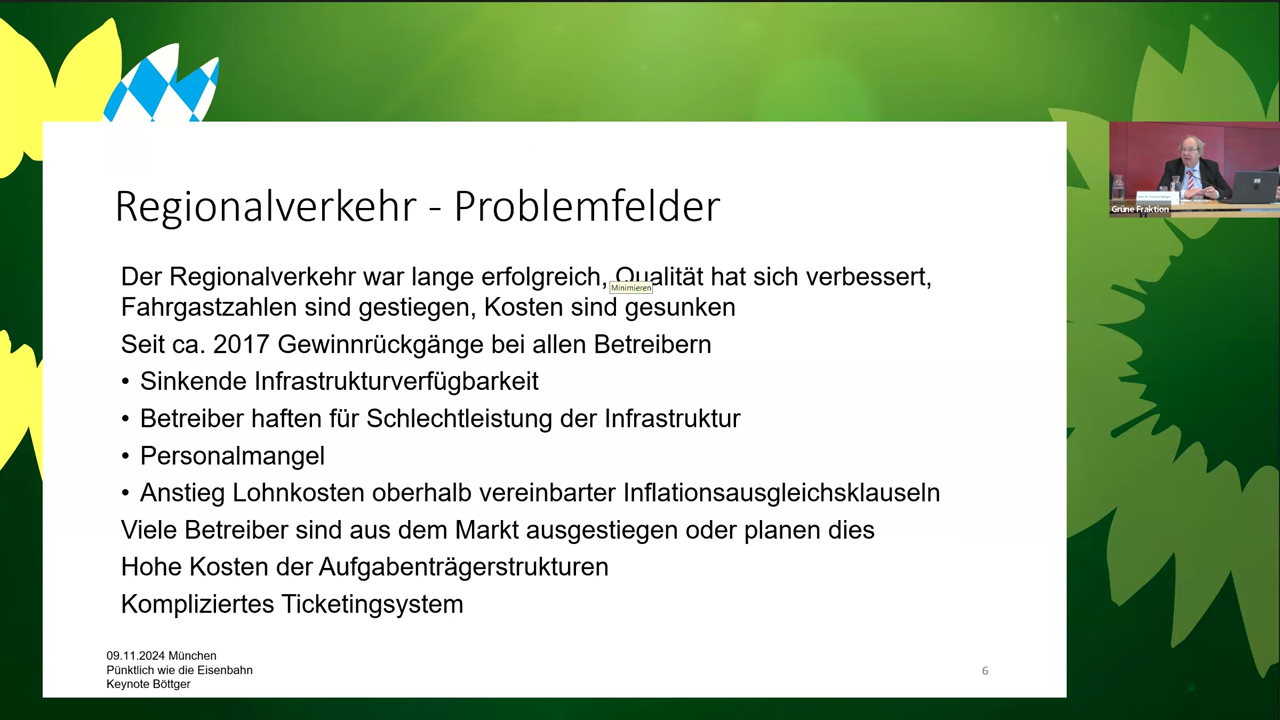 Regionalverkehr - Problemfelder
Der Regionalverkehr war lange erfolgreich, Qualität hat sich verbessert,
Minimieren
Fahrgastzahlen sind gestiegen, Kosten sind gesunken
Seit ca. 2017 Gewinnrückgänge bei allen Betreibern
• Sinkende Infrastrukturverfügbarkeit
• Betreiber haften für Schlechtleistung der Infrastruktur
• Personalmangel
• Anstieg Lohnkosten oberhalb vereinbarter Inflationsausgleichsklauseln
Viele Betreiber sind aus dem Markt ausgestiegen oder planen dies
Hohe Kosten der Aufgabenträgerstrukturen
Kompliziertes Ticketingsystem
09.11.2024 München
Pünktlich wie die Eisenbahn
Keynote Böttger
6
Grüne Fraktion